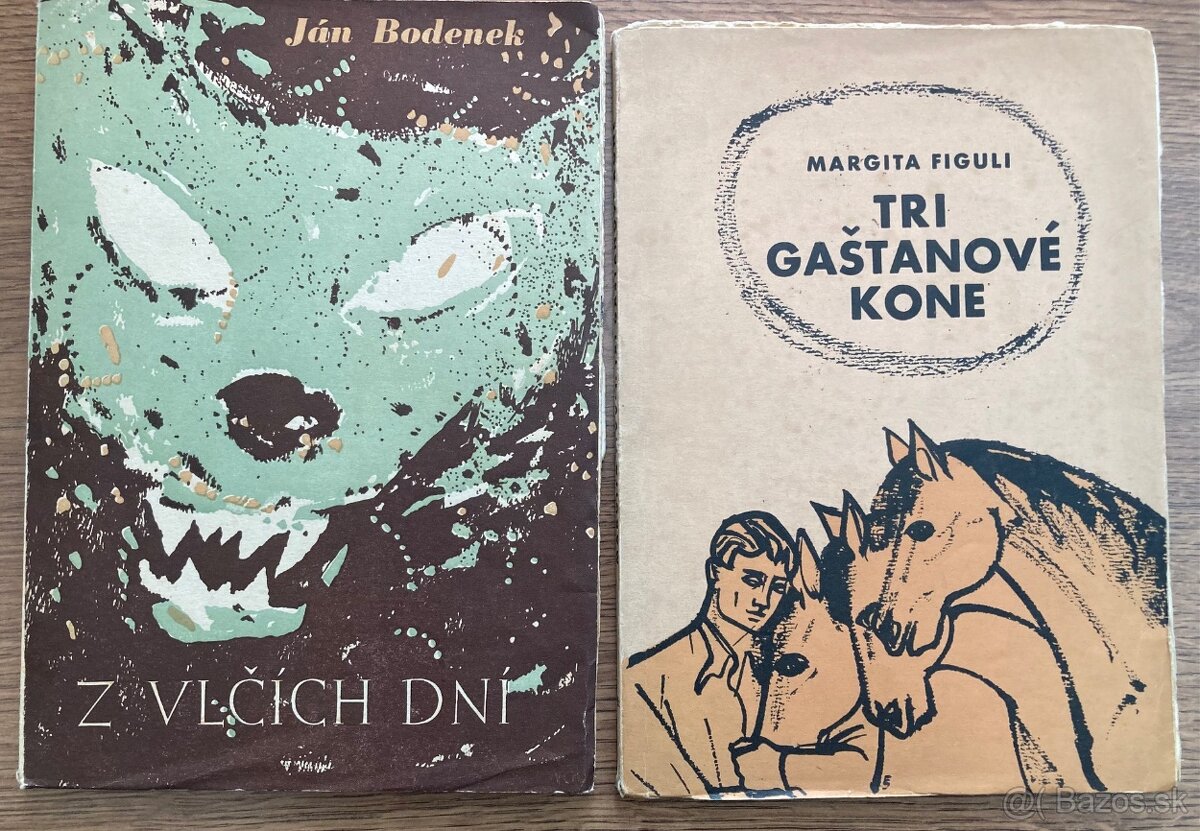 Ján Bodenek
Z VLČÍCH DNÍ
MARGITA FIGULI
TRI
GAŠTANOVÉ
KONE
@( Bazos.sk